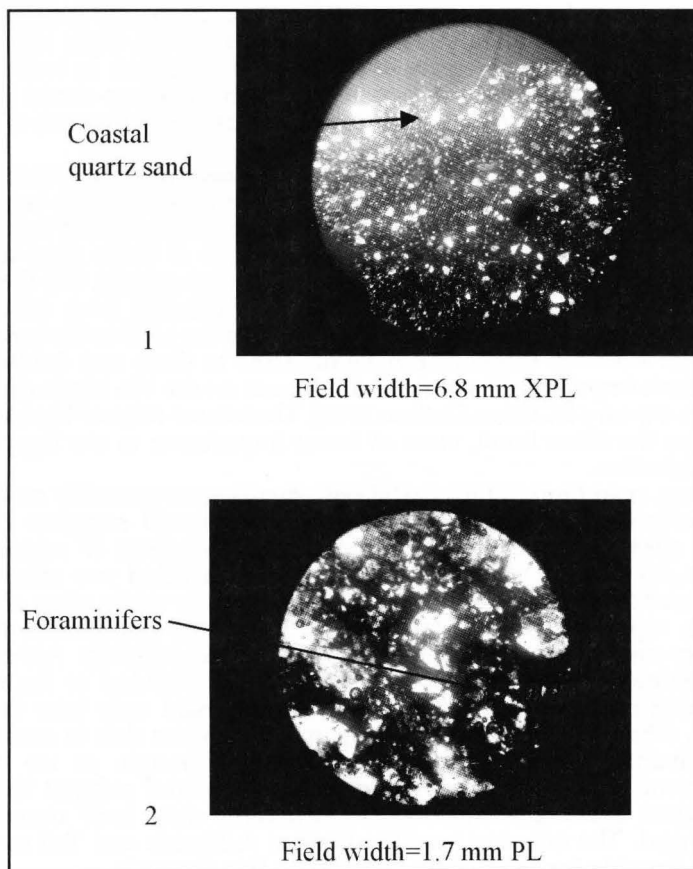 Coastal
quartz sand
1
Field width=6.8 mm XPL
Foraminifers
2
Field width=1.7 mm PL